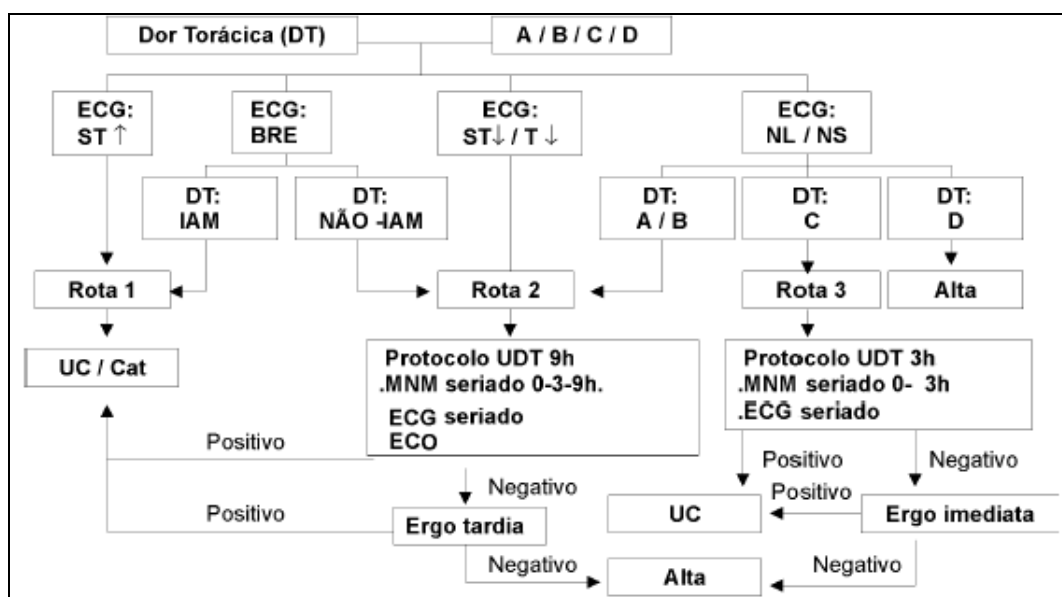 Dor Torácica (DT)
A / B / C / D
ECG:
ST ↑
ECG:
BRE
ECG:
ST↓ / T ↓
ECG:
NL / NS
DT:
IAM
DT:
NÃO -IAM
DT:
A / B
DT:
C
DT:
D
Rota 1
Rota 2
Rota 3
Alta
UC / Cat
Protocolo UDT 9h
.MNM seriado 0-3-9h.
ECG seriado
ECO
Protocolo UDT 3h
.MNM seriado 0- 3h
.ECG seriado
Positivo
Negativo
Positivo
Negativo
Positivo
Positivo
Ergo tardia
UC
Ergo imediata
Negativo
Alta
Negativo